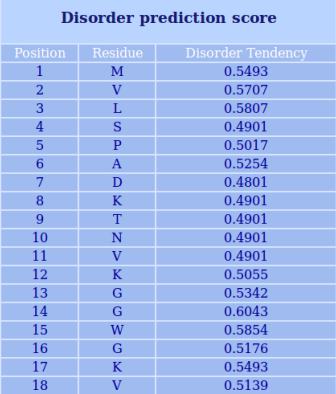 Disorder prediction score
Position Residue Disorder Tendency
1 M 0.5493
2 V 0.5707
3 L 0.5807
4 S 0.4901
5 P 0.5017
6 A 0.5254
7 D 0.4801
8 K 0.4901
9 T 0.4901
10 N 0.4901
11 V 0.4901
12 K 0.5055
13 G 0.5342
14 G 0.6043
15 W 0.5854
16 G 0.5176
17 K 0.5493
18 V 0.5139